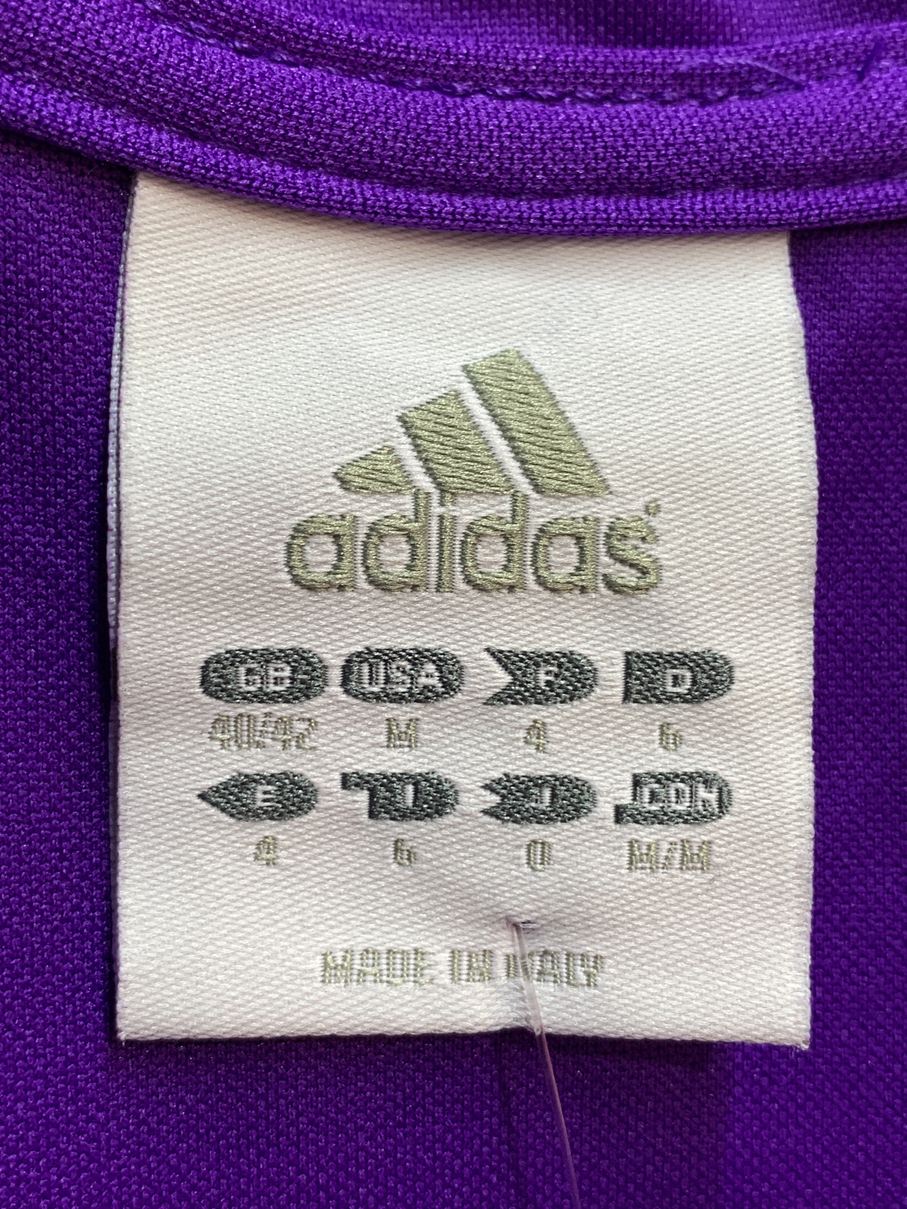 adidas
GB USA F D
40/42 M 4 6
E I J CDN
4 6 0 M/M
MADE IN ITALY